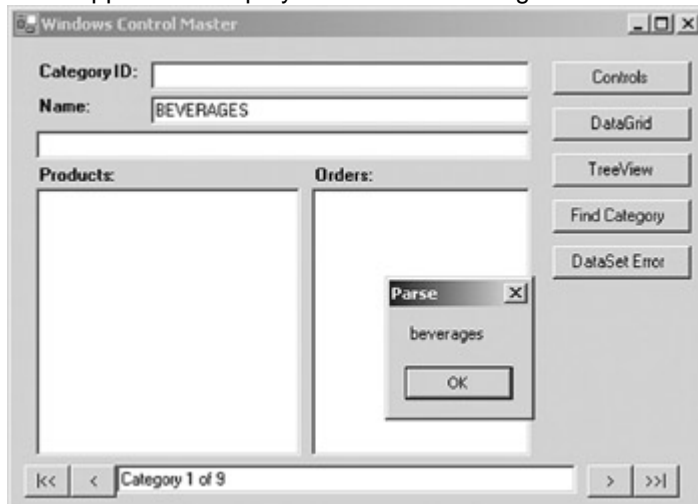 Windows Control Master
Category ID:
Controls
Name:
BEVERAGES
DataGrid
Products:
Orders:
TreeView
Find Category
DataSet Error
Parse
beverages
OK
|<<
<
Category 1 of 9
>
>>|